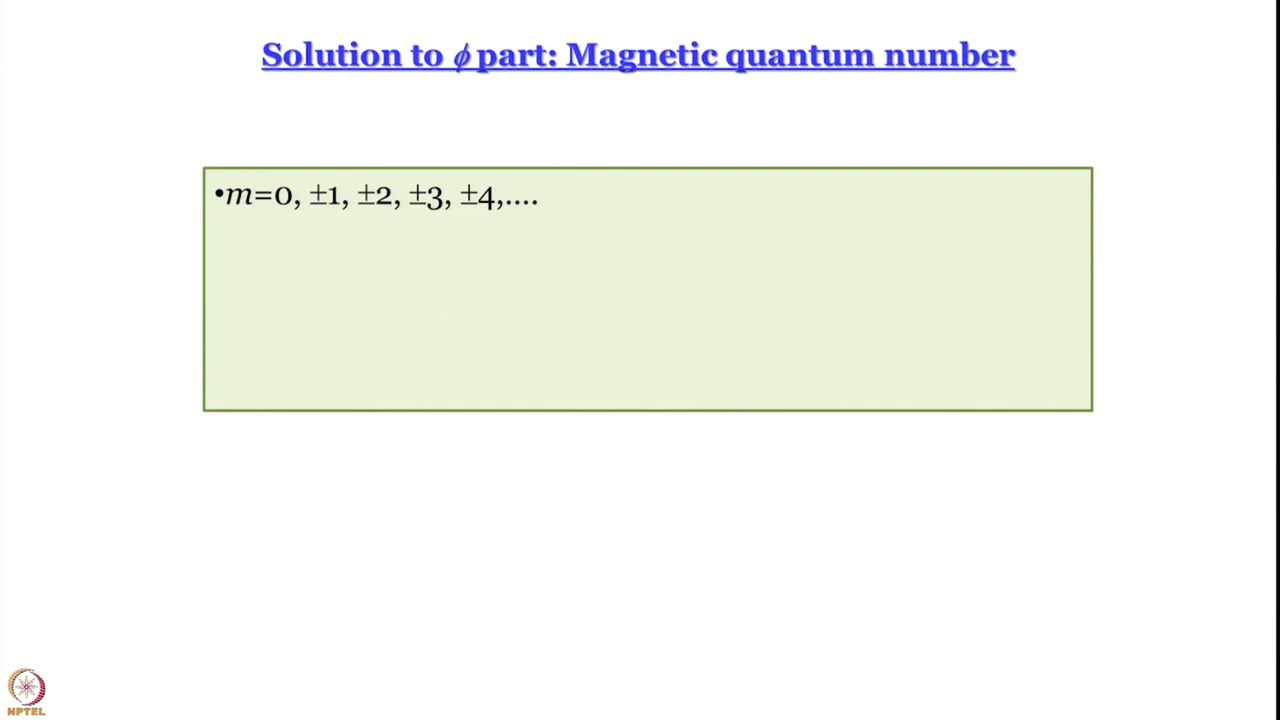 Solution to ϕ part: Magnetic quantum number
•m=0, ±1, ±2, ±3, ±4,....
NPTEL